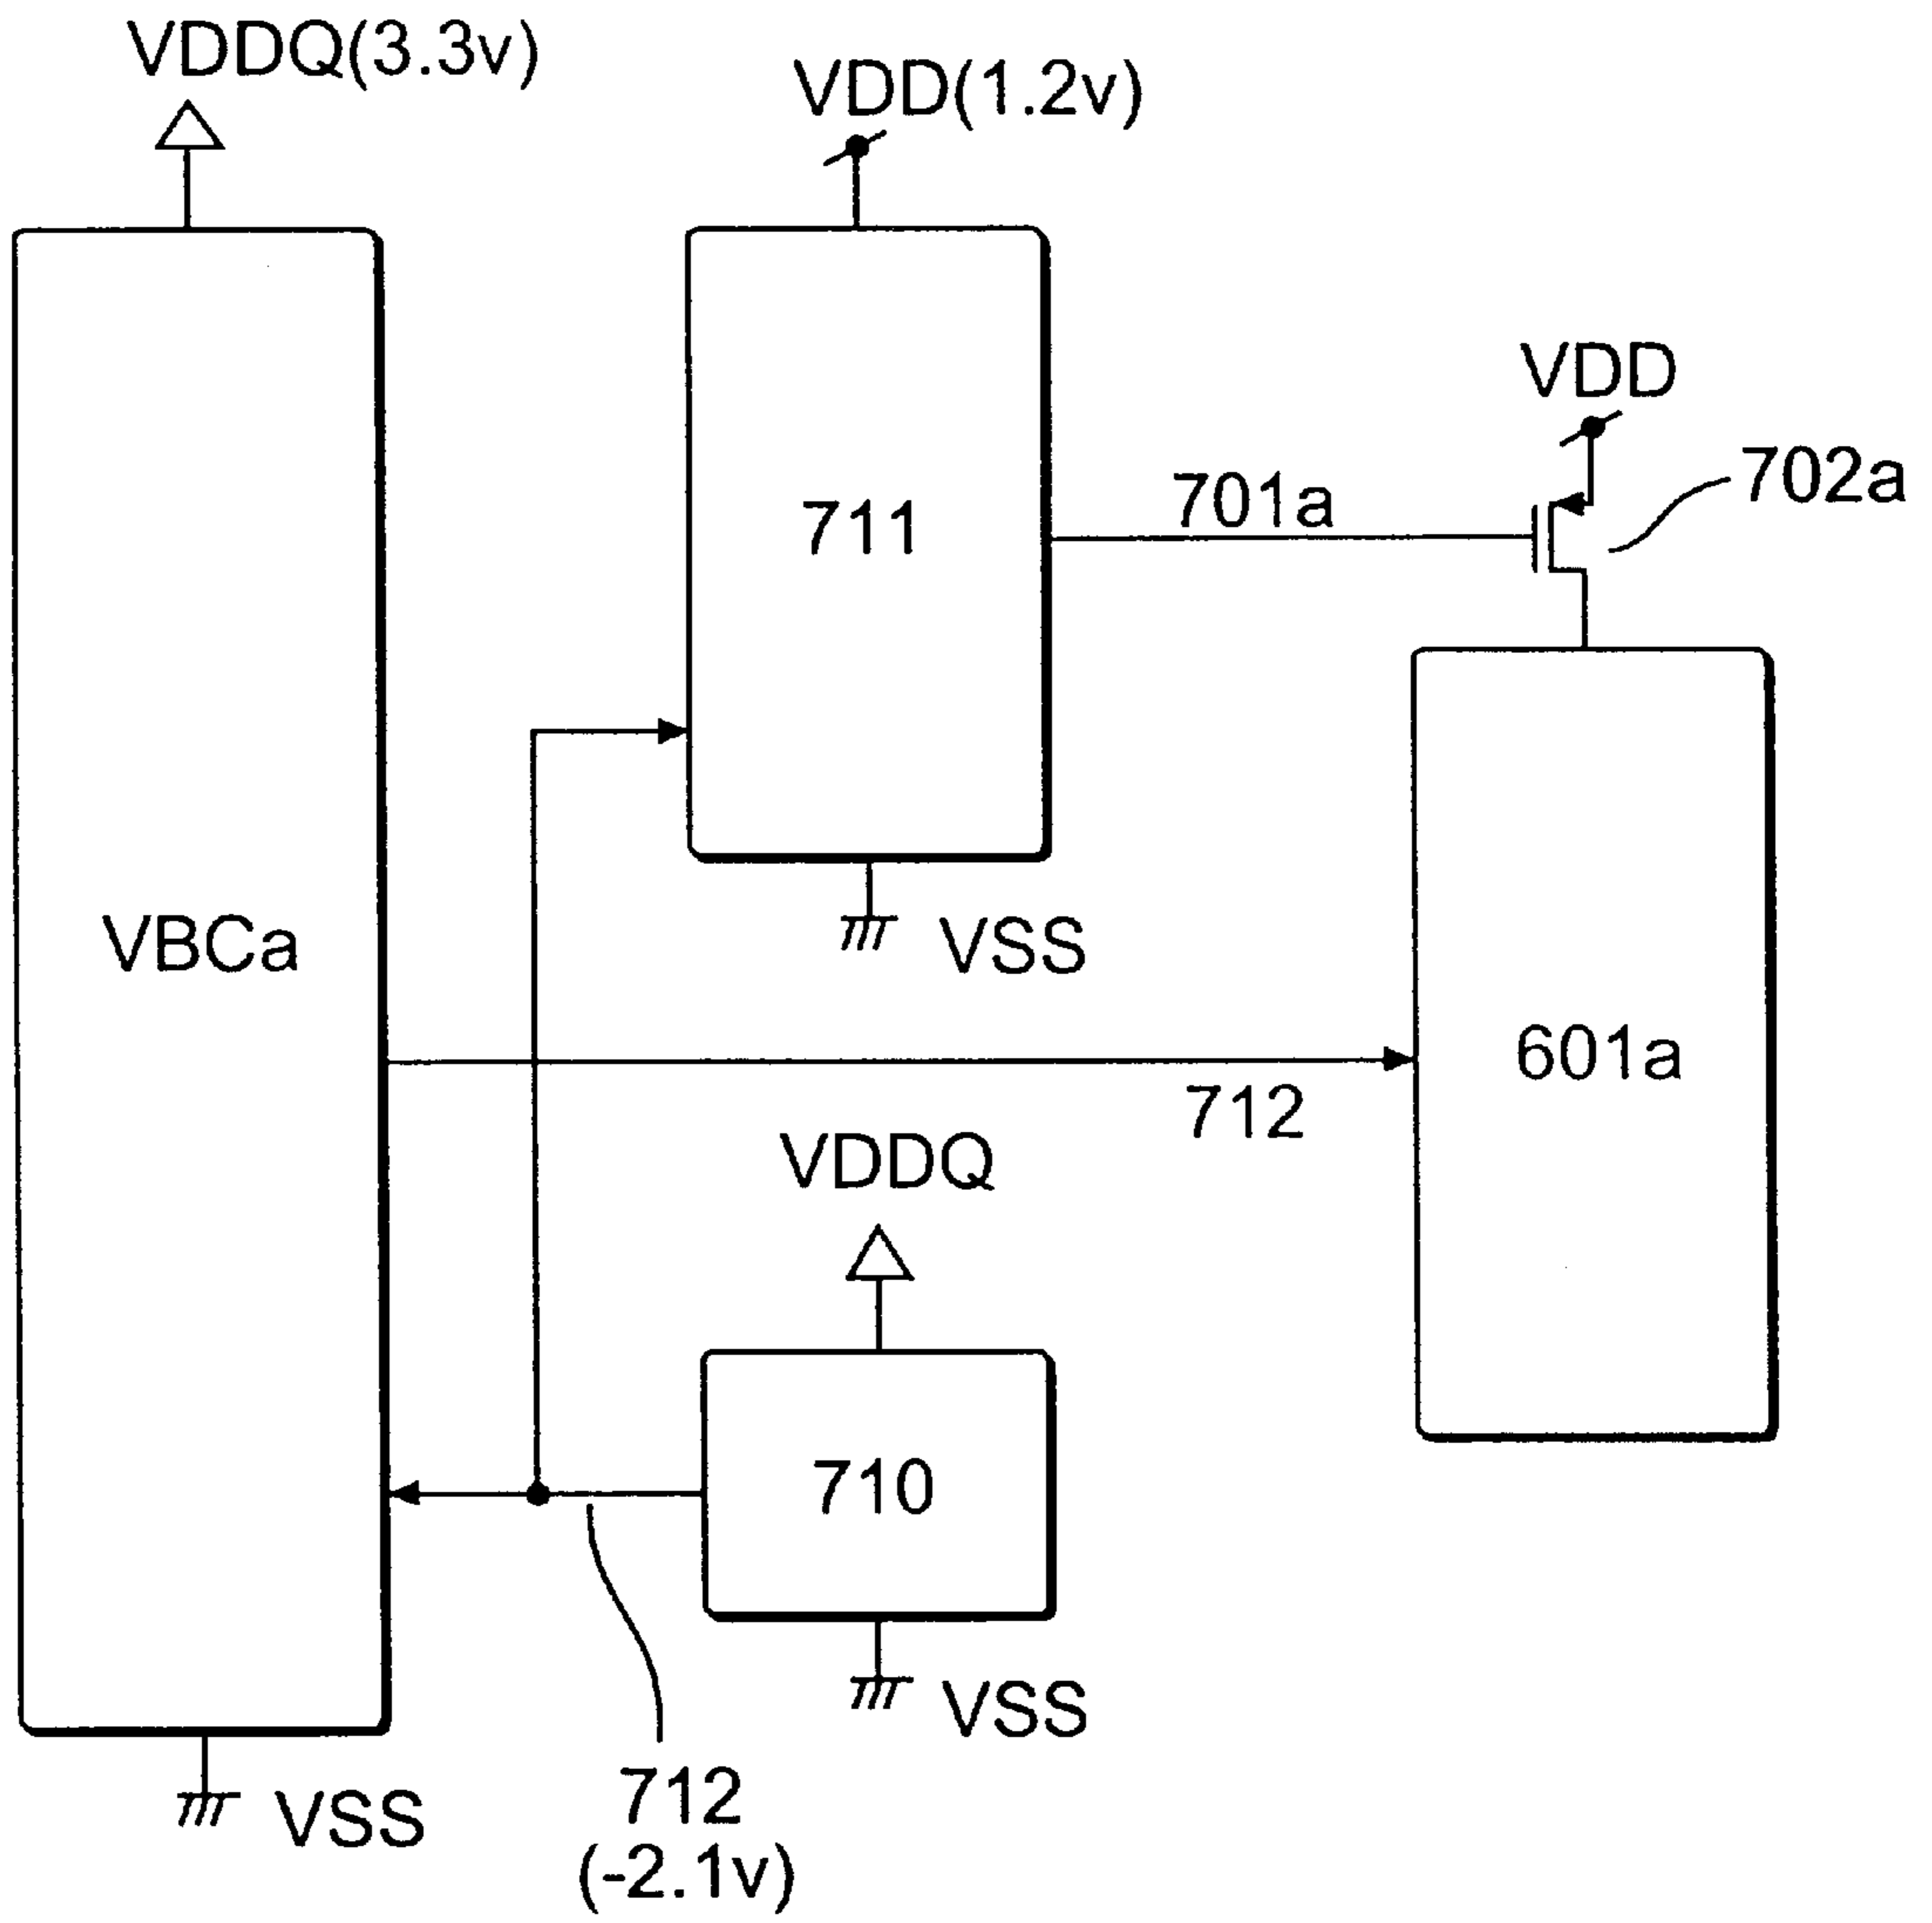 VDDQ(3.3v)
VDD(1.2v)
VDD
702a
701a
711
VSS
VBCa
601a
712
VDDQ
710
VSS
712
(-2.1v)
VSS